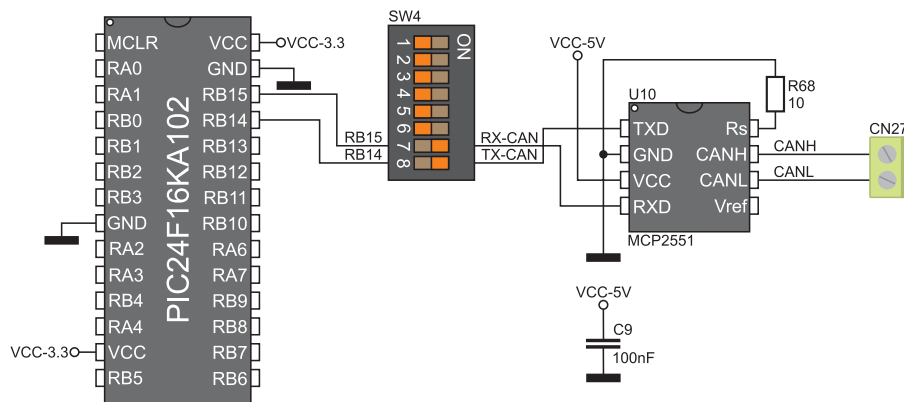 PIC24F16KA102
MCLR
RA0
RA1
RB0
RB1
RB2
RB3
GND
RA2
RA3
RB4
RA4
VCC
RB5
VCC
GND
RB15
RB14
RB13
RB12
RB11
RB10
RA6
RA7
RB9
RB8
RB7
RB6
VCC-3.3
VCC-3.3
RB15
RB14
SW4
ON
1
2
3
4
5
6
7
8
RX-CAN
TX-CAN
VCC-5V
U10
TXD
GND
VCC
RXD
Rs
CANH
CANL
Vref
MCP2551
R68
10
CANH
CANL
CN27
VCC-5V
C9
100nF